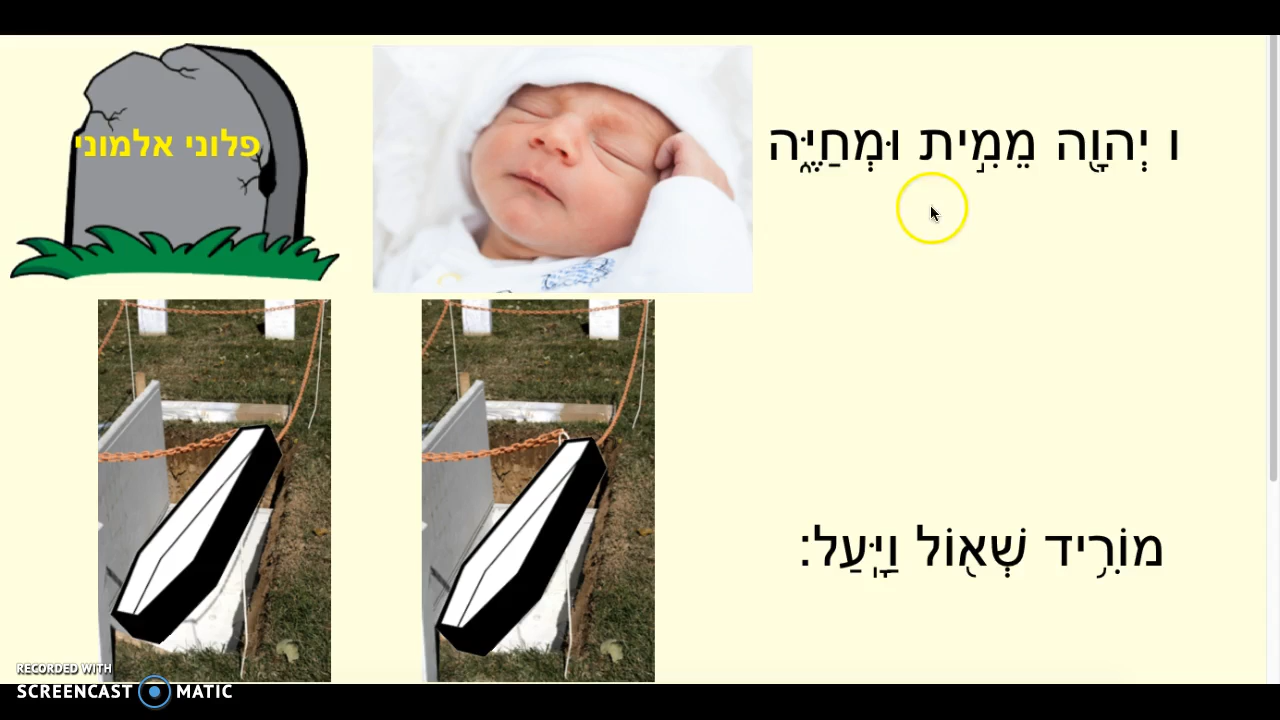 פלוני אלמוני
ו יְהוָ֖ה מֵמִ֣ית וּמְחַיֶּ֑ה
מוֹרִ֥יד שְׁא֖וֹל וַיָּֽעַל׃
RECORDED WITH
SCREENCAST MATIC